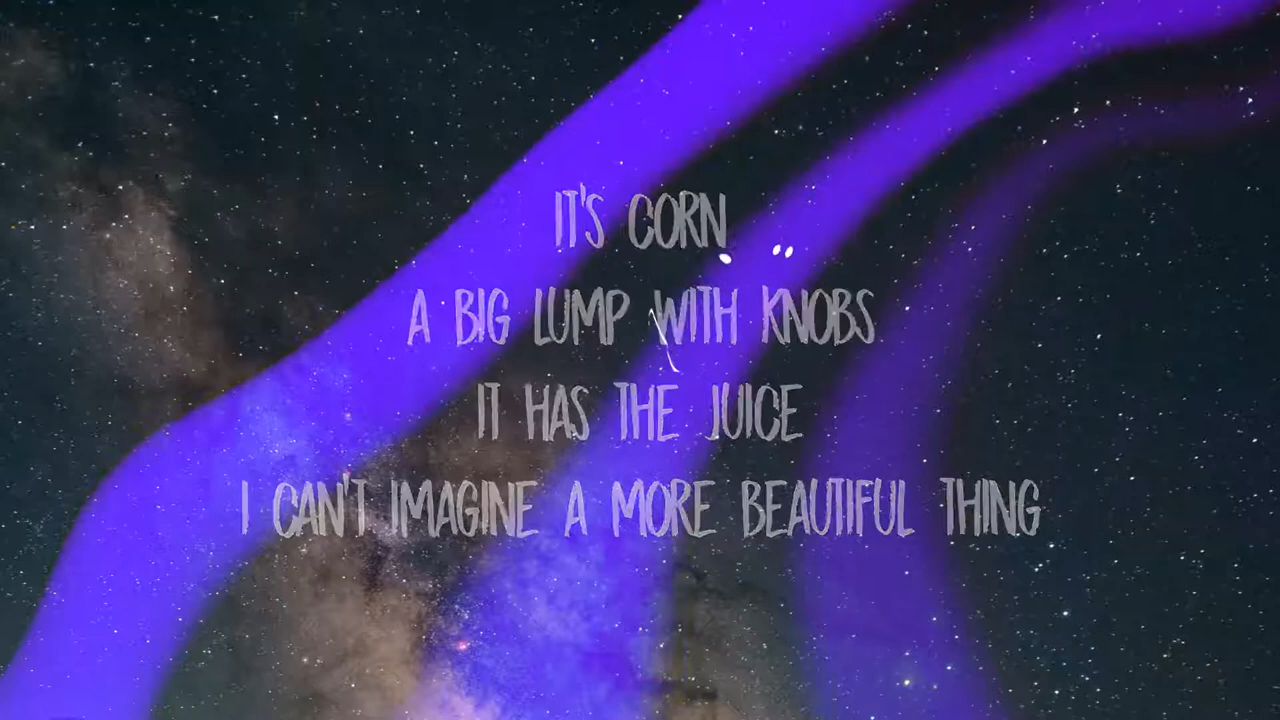 IT'S CORN
A BIG LUMP WITH KNOBS
IT HAS THE JUICE
I CAN'T IMAGINE A MORE BEAUTIFUL THING